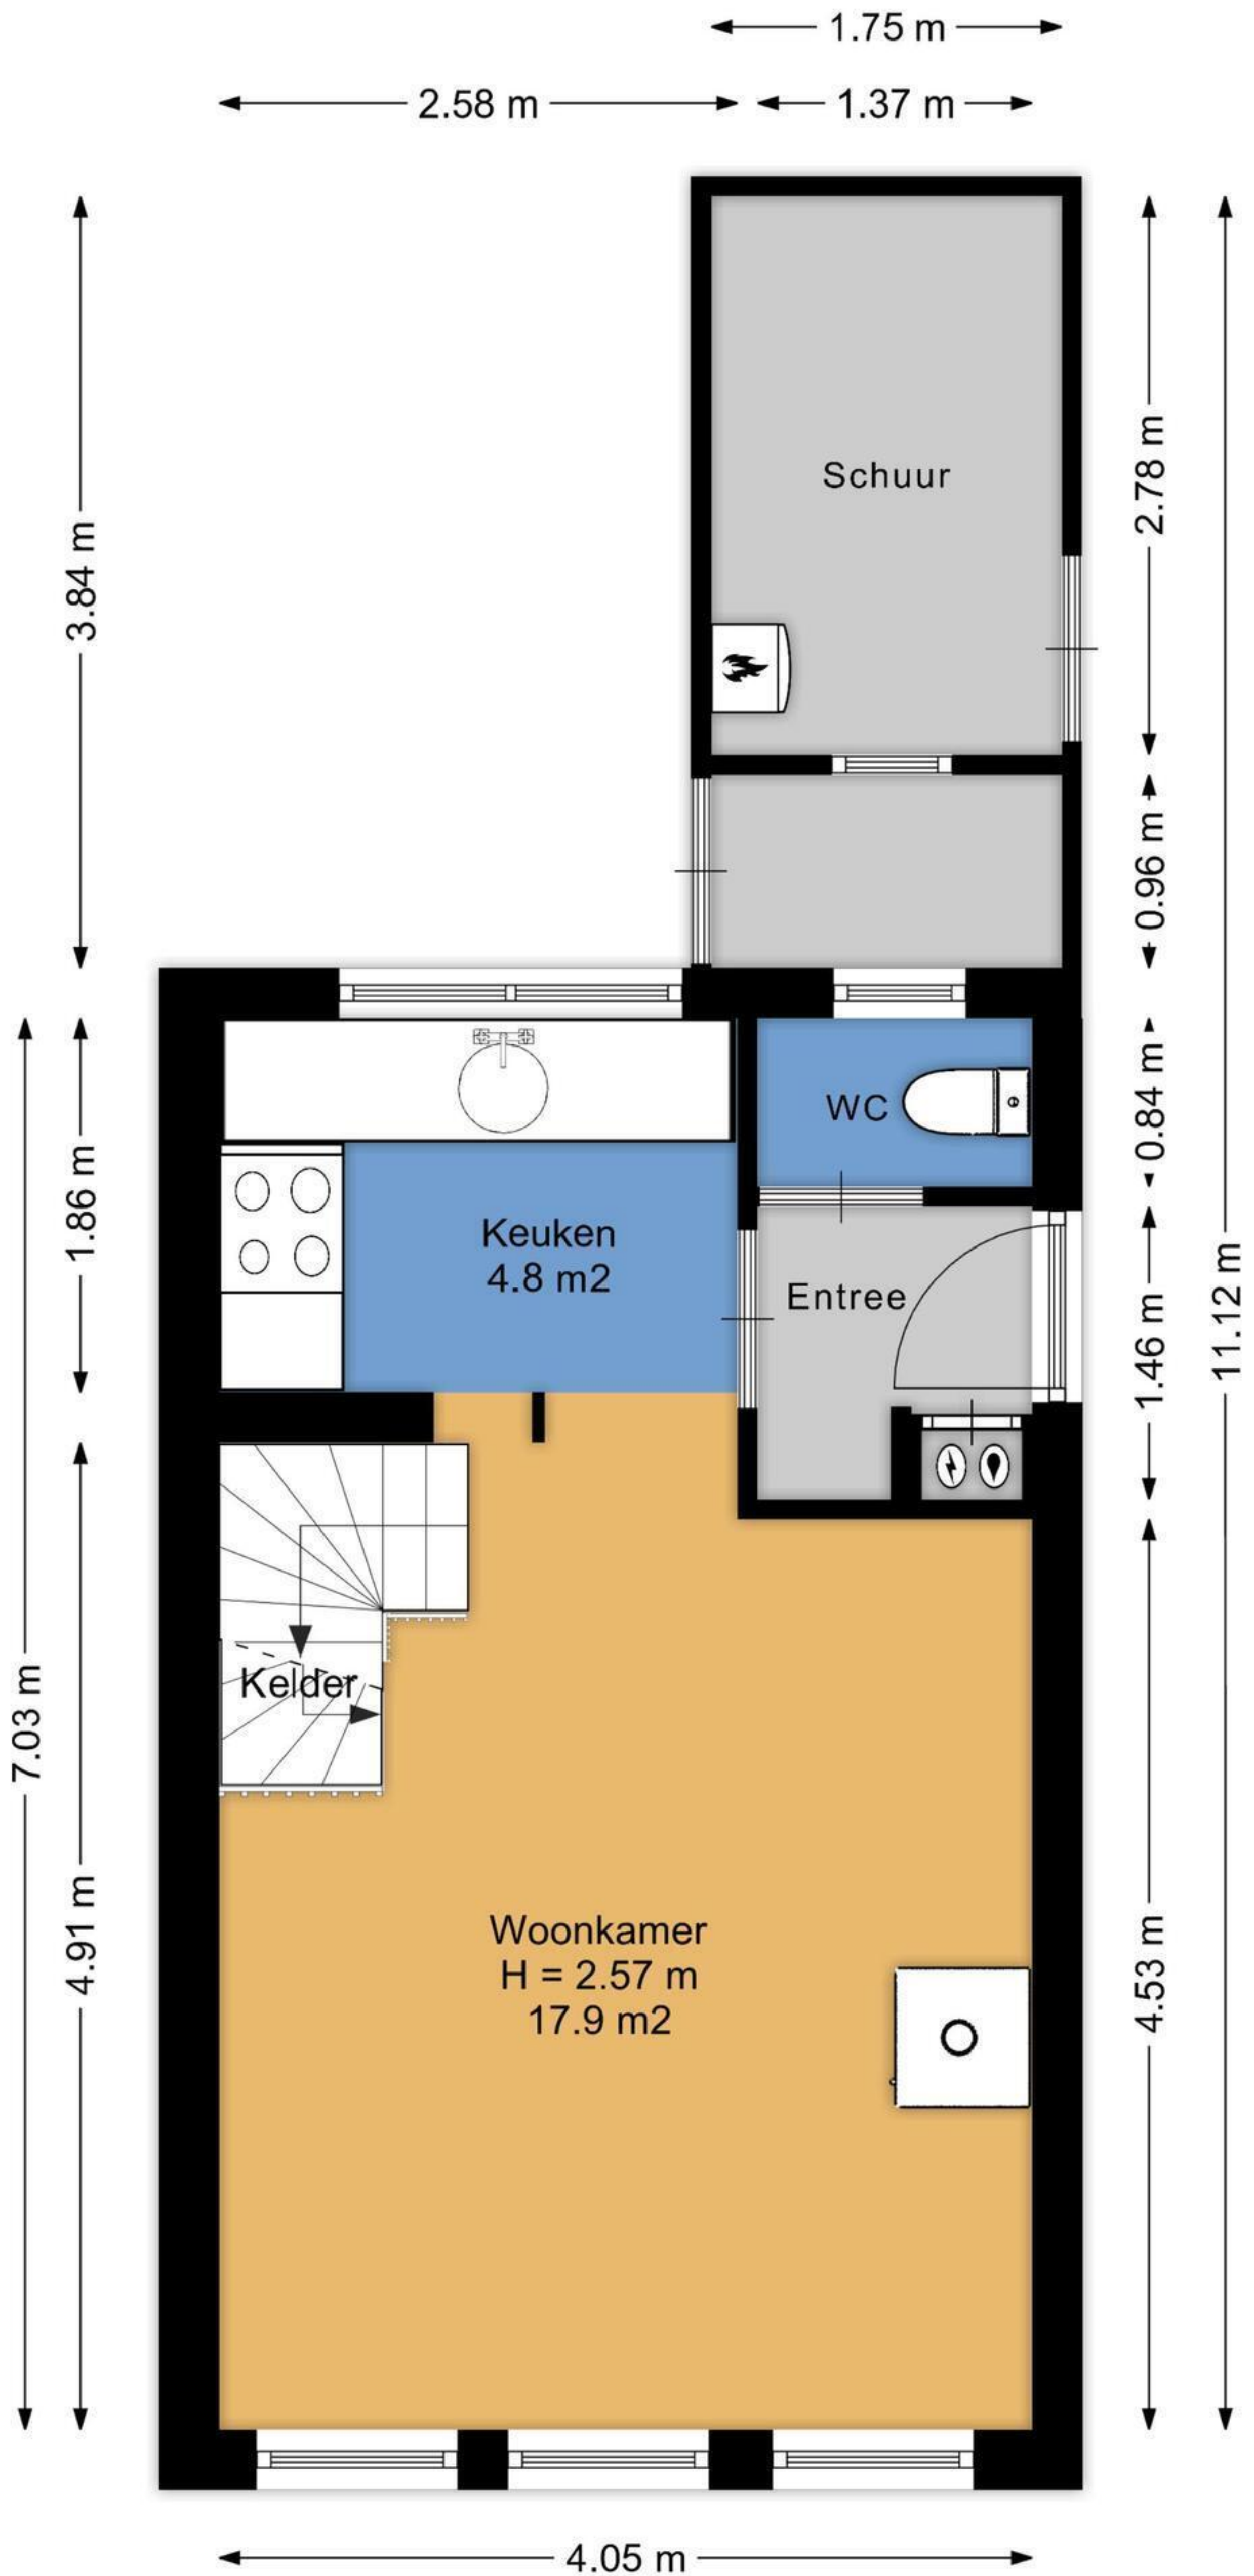 1.75 m
2.58 m
1.37 m
3.84 m
2.78 m
Schuur
0.96 m
0.84 m
WC
1.86 m
Keuken
4.8 m2
Entree
1.46 m
11.12 m
Kelder
7.03 m
4.91 m
Woonkamer
H = 2.57 m
17.9 m2
4.53 m
4.05 m